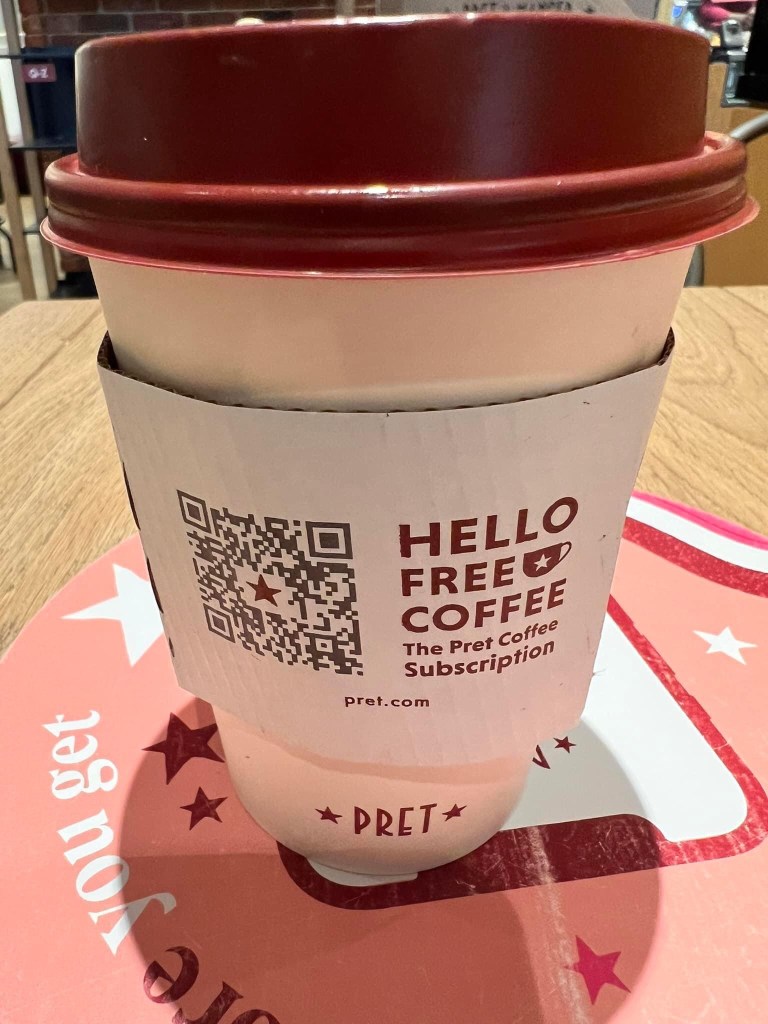 HELLO
FREE
COFFEE
The Pret Coffee
Subscription
pret.com
PRET
you get